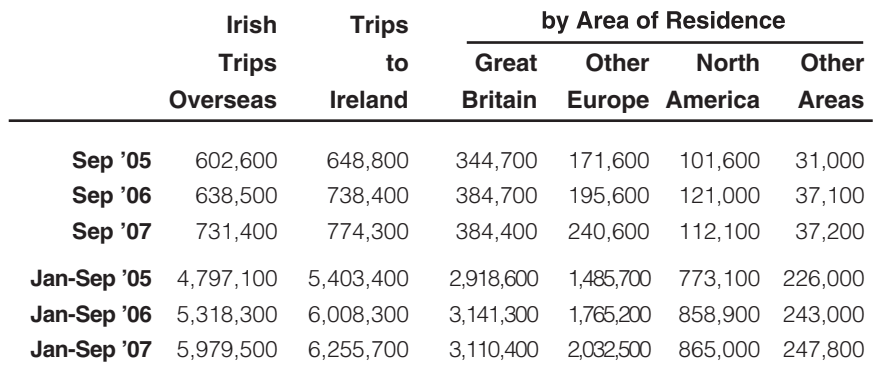 Irish Trips by Area of Residence
Trips to Great Other North Other
Overseas Ireland Britain Europe America Areas
Sep '05 602,600 648,800 344,700 171,600 101,600 31,000
Sep '06 638,500 738,400 384,700 195,600 121,000 37,100
Sep '07 731,400 774,300 384,400 240,600 112,100 37,200
Jan-Sep '05 4,797,100 5,403,400 2,918,600 1,485,700 773,100 226,000
Jan-Sep '06 5,318,300 6,008,300 3,141,300 1,765,200 858,900 243,000
Jan-Sep '07 5,979,500 6,255,700 3,110,400 2,032,500 865,000 247,800